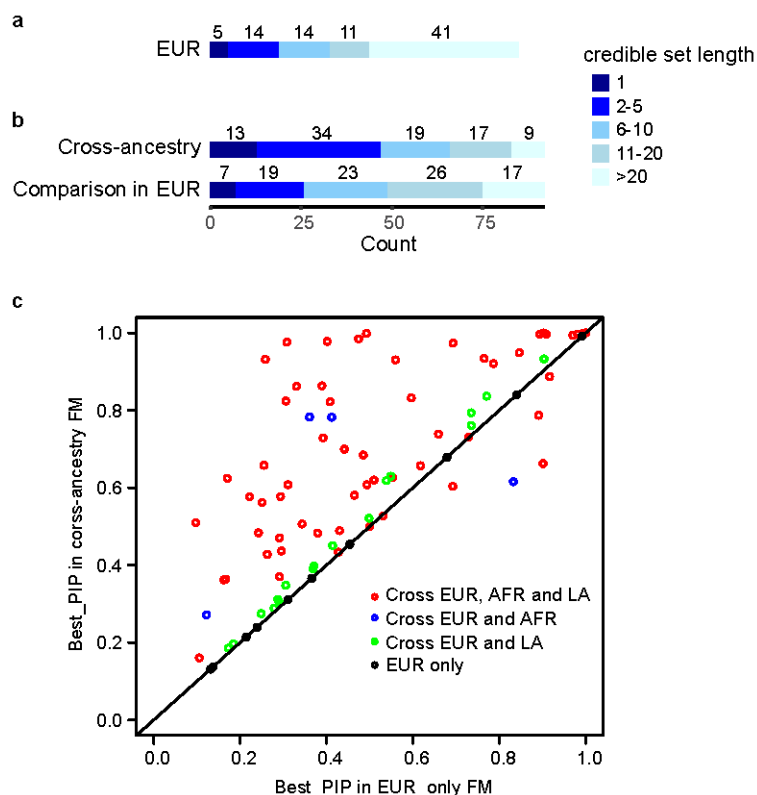 a
5 14 14 11 41
EUR
credible set length
1
2-5
6-10
11-20
>20
b
13 34 19 17 9
Cross-ancestry
7 19 23 26 17
Comparison in EUR
0 25 50 75
Count
c
Best_PIP in corss-ancestry FM
1.0
0.8
0.6
0.4
0.2
0.0
Cross EUR, AFR and LA
Cross EUR and AFR
Cross EUR and LA
EUR only
0.0 0.2 0.4 0.6 0.8 1.0
Best_PIP in EUR_only FM